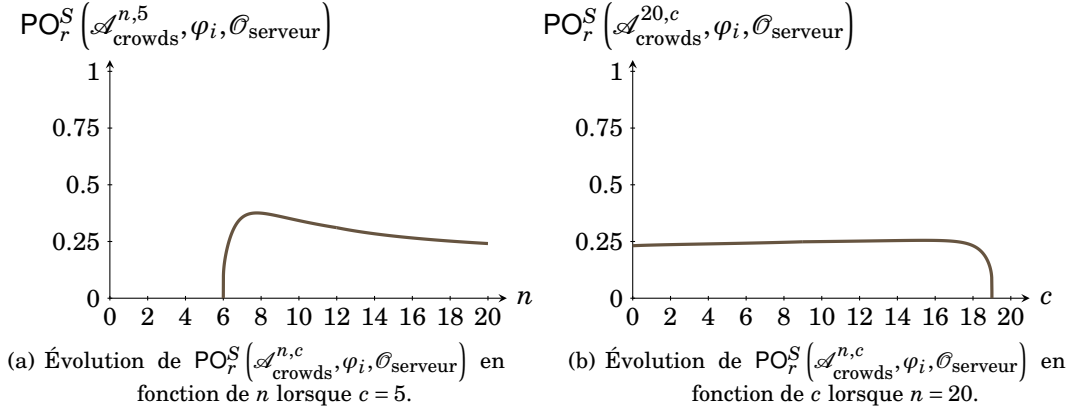 PO_r^S (𝒜_crowds^{n,5}, φ_i, 𝒪_serveur)
1
0.75
0.5
0.25
0
0 2 4 6 8 10 12 14 16 18 20
n
(a) Évolution de PO_r^S (𝒜_crowds^{n,c}, φ_i, 𝒪_serveur) en
fonction de n lorsque c = 5.
PO_r^S (𝒜_crowds^{20,c}, φ_i, 𝒪_serveur)
1
0.75
0.5
0.25
0
0 2 4 6 8 10 12 14 16 18 20
c
(b) Évolution de PO_r^S (𝒜_crowds^{n,c}, φ_i, 𝒪_serveur) en
fonction de c lorsque n = 20.